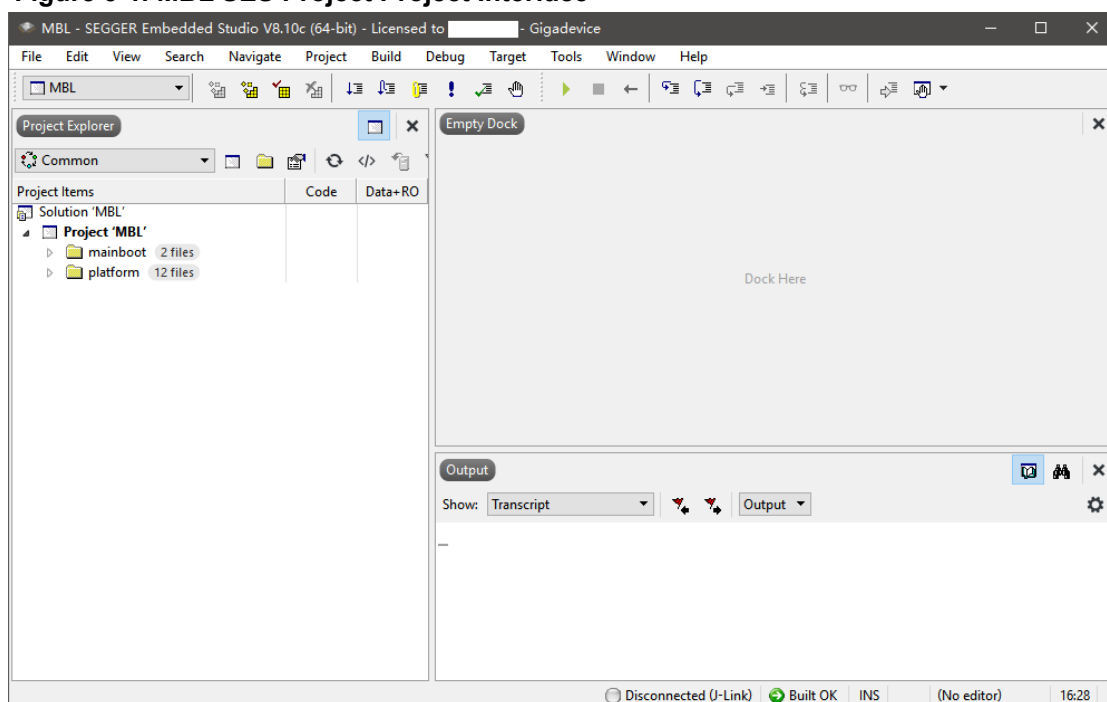 MBL - SEGGER Embedded Studio V8.10c (64-bit) - Licensed to - Gigadevice
File Edit View Search Navigate Project Build Debug Target Tools Window Help
MBL
Project Explorer
Empty Dock
Common
Project Items Code Data+RO
Solution 'MBL'
Project 'MBL'
mainboot 2 files
platform 12 files
Dock Here
Output
Show: Transcript Output
Disconnected (J-Link) Built OK INS (No editor) 16:28